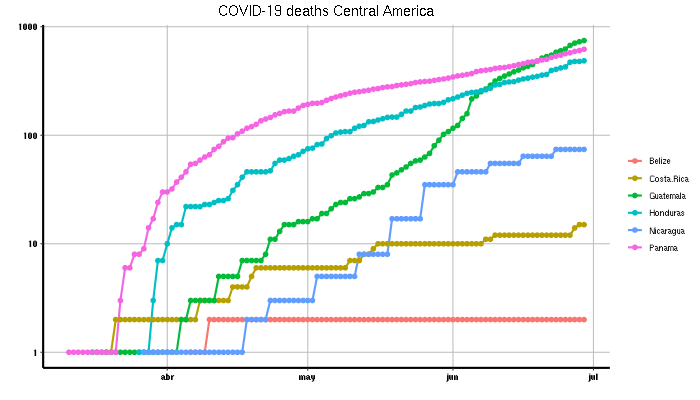 COVID-19 deaths Central America
1000
100
10
1
abr
may
jun
jul
Belize
Costa.Rica
Guatemala
Honduras
Nicaragua
Panama